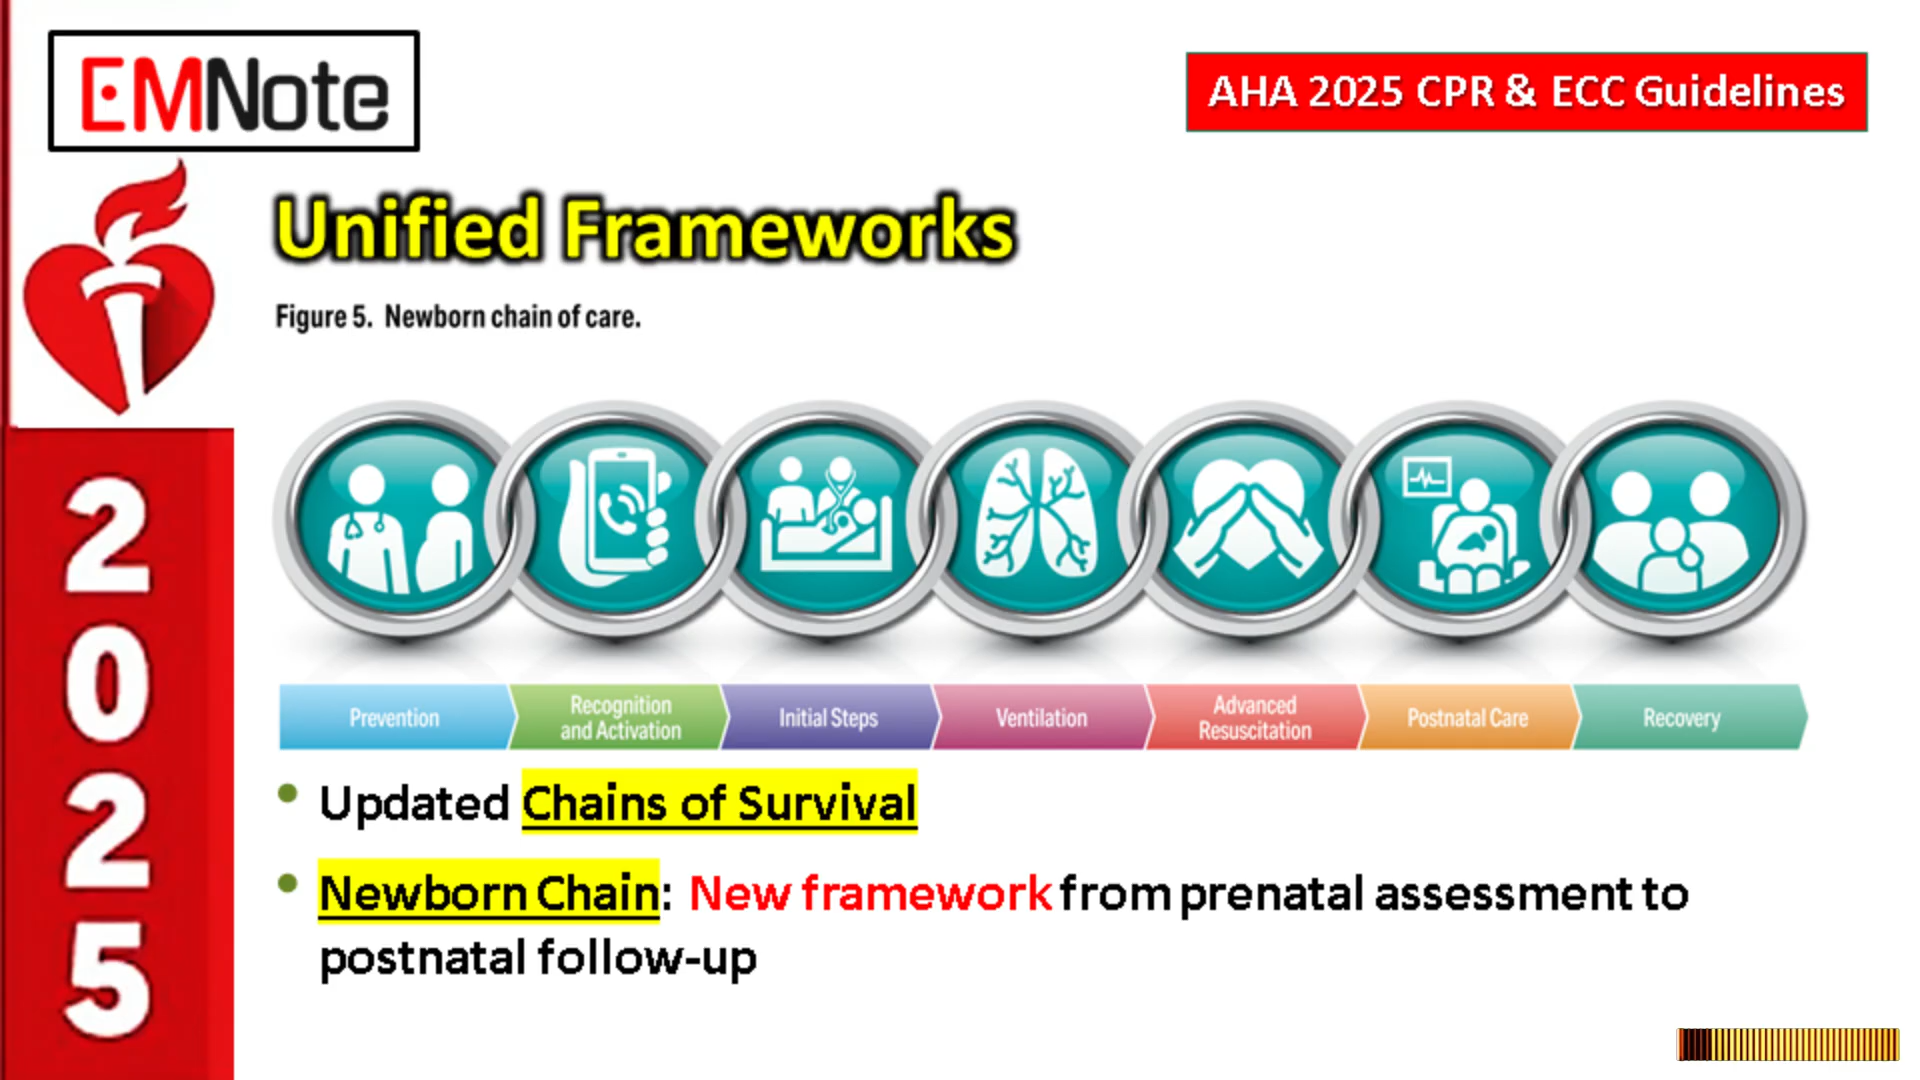 EMNote
AHA 2025 CPR & ECC Guidelines
Unified Frameworks
Figure 5. Newborn chain of care.
Prevention
Recognition
and Activation
Initial Steps
Ventilation
Advanced
Resuscitation
Postnatal Care
Recovery
• Updated Chains of Survival
• Newborn Chain: New framework from prenatal assessment to
postnatal follow-up
2
0
2
5